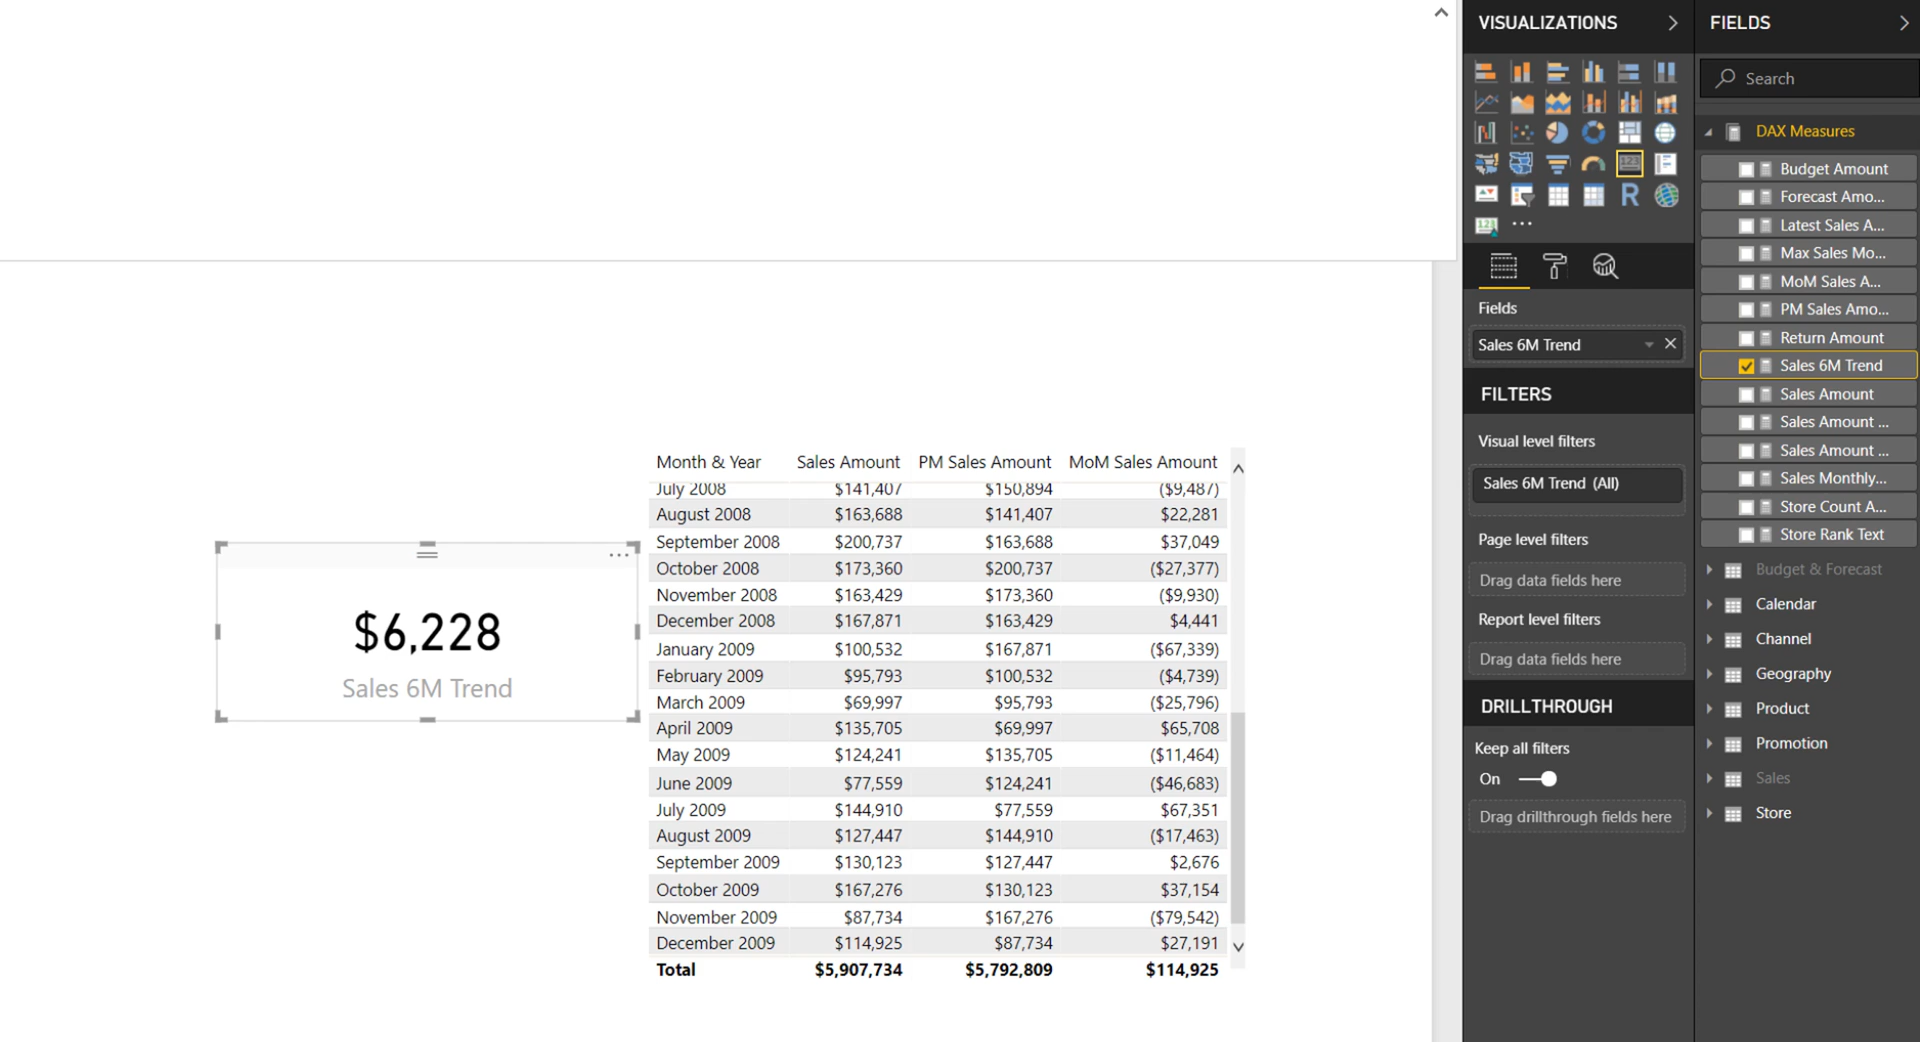 $6,228
Sales 6M Trend
Month & Year Sales Amount PM Sales Amount MoM Sales Amount
July 2008 $141,407 $150,894 ($9,487)
August 2008 $163,688 $141,407 $22,281
September 2008 $200,737 $163,688 $37,049
October 2008 $173,360 $200,737 ($27,377)
November 2008 $163,429 $173,360 ($9,930)
December 2008 $167,871 $163,429 $4,441
January 2009 $100,532 $167,871 ($67,339)
February 2009 $95,793 $100,532 ($4,739)
March 2009 $69,997 $95,793 ($25,796)
April 2009 $135,705 $69,997 $65,708
May 2009 $124,241 $135,705 ($11,464)
June 2009 $77,559 $124,241 ($46,683)
July 2009 $144,910 $77,559 $67,351
August 2009 $127,447 $144,910 ($17,463)
September 2009 $130,123 $127,447 $2,676
October 2009 $167,276 $130,123 $37,154
November 2009 $87,734 $167,276 ($79,542)
December 2009 $114,925 $87,734 $27,191
Total $5,907,734 $5,792,809 $114,925
VISUALIZATIONS
R
Fields
Sales 6M Trend
FILTERS
Visual level filters
Sales 6M Trend (All)
Page level filters
Drag data fields here
Report level filters
Drag data fields here
DRILLTHROUGH
Keep all filters
On
Drag drillthrough fields here
FIELDS
Search
DAX Measures
Budget Amount
Forecast Amo...
Latest Sales A...
Max Sales Mo...
MoM Sales A...
PM Sales Amo...
Return Amount
Sales 6M Trend
Sales Amount
Sales Amount ...
Sales Amount ...
Sales Monthly...
Store Count A...
Store Rank Text
Budget & Forecast
Calendar
Channel
Geography
Product
Promotion
Sales
Store